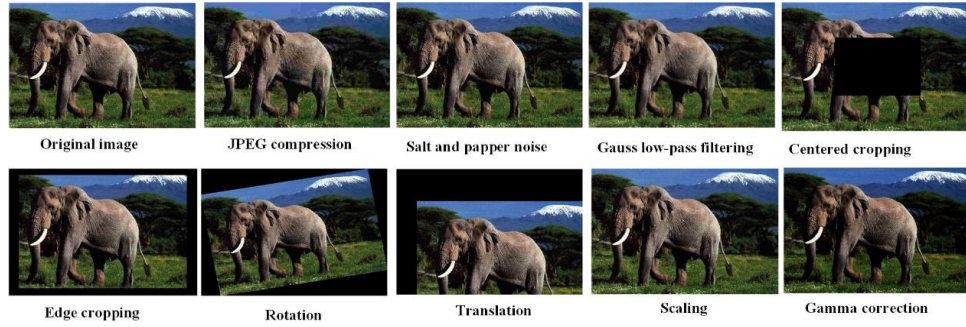 Original image
JPEG compression
Salt and papper noise
Gauss low-pass filtering
Centered cropping
Edge cropping
Rotation
Translation
Scaling
Gamma correction